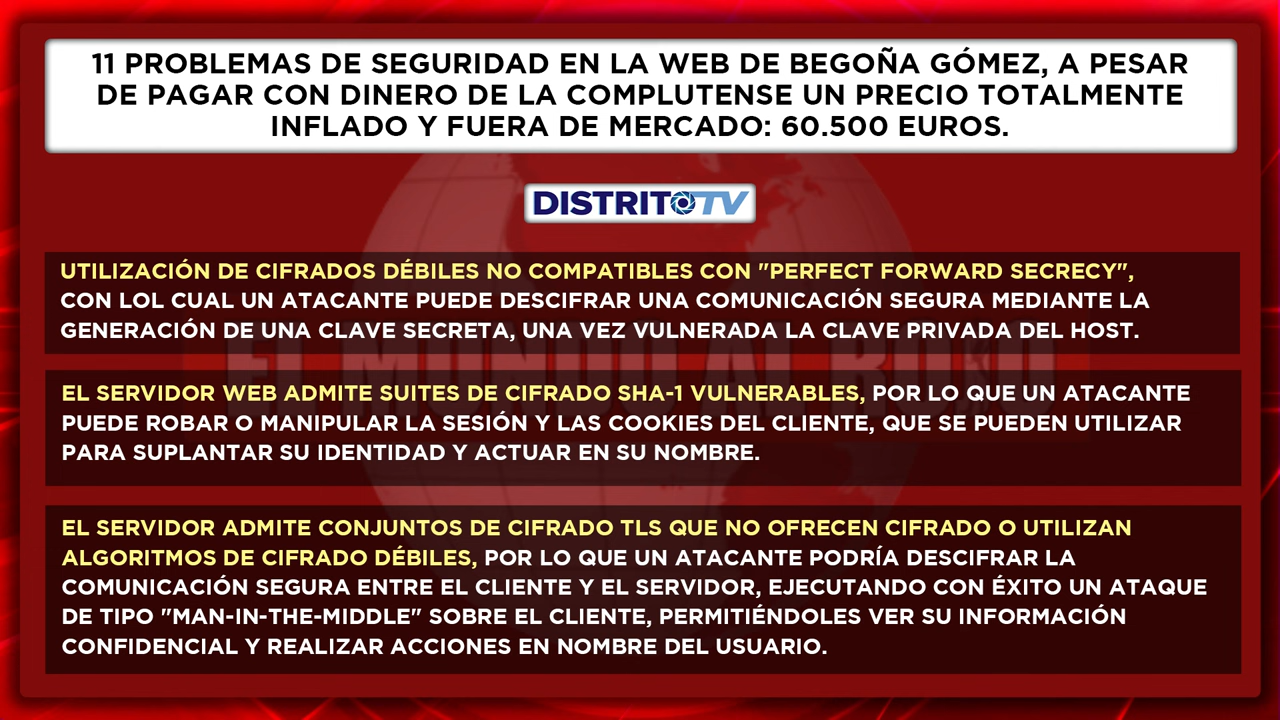 11 PROBLEMAS DE SEGURIDAD EN LA WEB DE BEGOÑA GÓMEZ, A PESAR
DE PAGAR CON DINERO DE LA COMPLUTENSE UN PRECIO TOTALMENTE
INFLADO Y FUERA DE MERCADO: 60.500 EUROS.
DISTRITOTV
UTILIZACIÓN DE CIFRADOS DÉBILES NO COMPATIBLES CON "PERFECT FORWARD SECRECY",
CON LOL CUAL UN ATACANTE PUEDE DESCIFRAR UNA COMUNICACIÓN SEGURA MEDIANTE LA
GENERACIÓN DE UNA CLAVE SECRETA, UNA VEZ VULNERADA LA CLAVE PRIVADA DEL HOST.
EL MUNDO AL ROJO
EL SERVIDOR WEB ADMITE SUITES DE CIFRADO SHA-1 VULNERABLES, POR LO QUE UN ATACANTE
PUEDE ROBAR O MANIPULAR LA SESIÓN Y LAS COOKIES DEL CLIENTE, QUE SE PUEDEN UTILIZAR
PARA SUPLANTAR SU IDENTIDAD Y ACTUAR EN SU NOMBRE.
EL SERVIDOR ADMITE CONJUNTOS DE CIFRADO TLS QUE NO OFRECEN CIFRADO O UTILIZAN
ALGORITMOS DE CIFRADO DÉBILES, POR LO QUE UN ATACANTE PODRÍA DESCIFRAR LA
COMUNICACIÓN SEGURA ENTRE EL CLIENTE Y EL SERVIDOR, EJECUTANDO CON ÉXITO UN ATAQUE
DE TIPO "MAN-IN-THE-MIDDLE" SOBRE EL CLIENTE, PERMITIÉNDOLES VER SU INFORMACIÓN
CONFIDENCIAL Y REALIZAR ACCIONES EN NOMBRE DEL USUARIO.